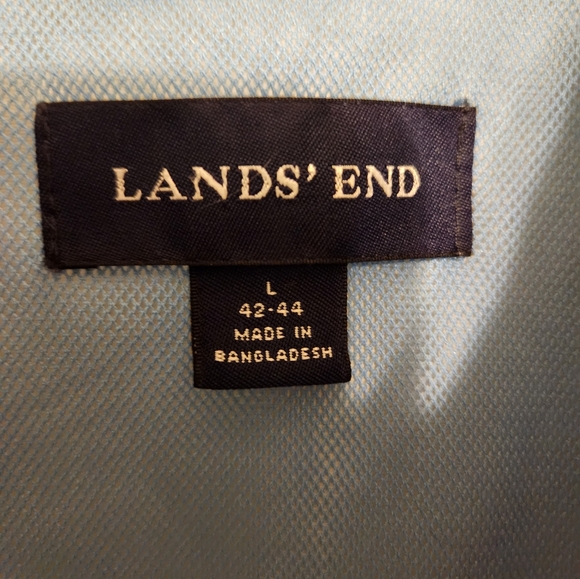 LANDS' END
L
42-44
MADE IN
BANGLADESH